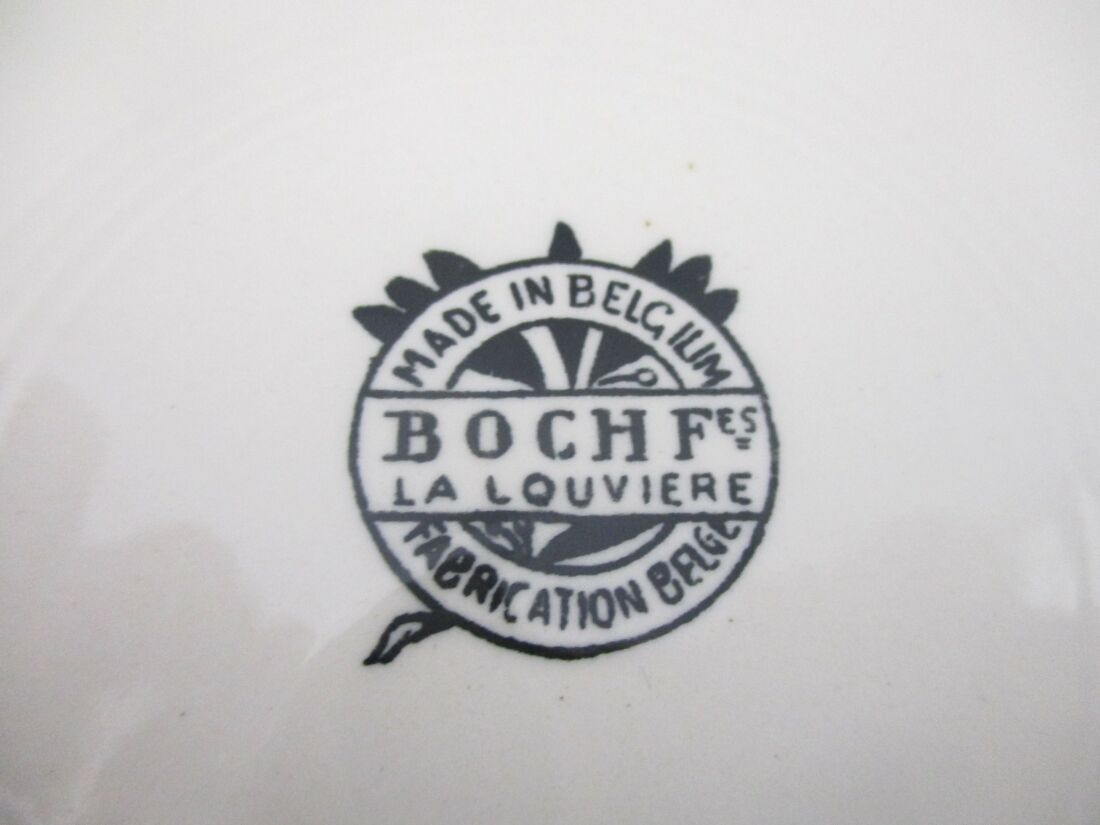 MADE IN BELGIUM
BOCH FES
LA LOUVIERE
FABRICATION BELGE